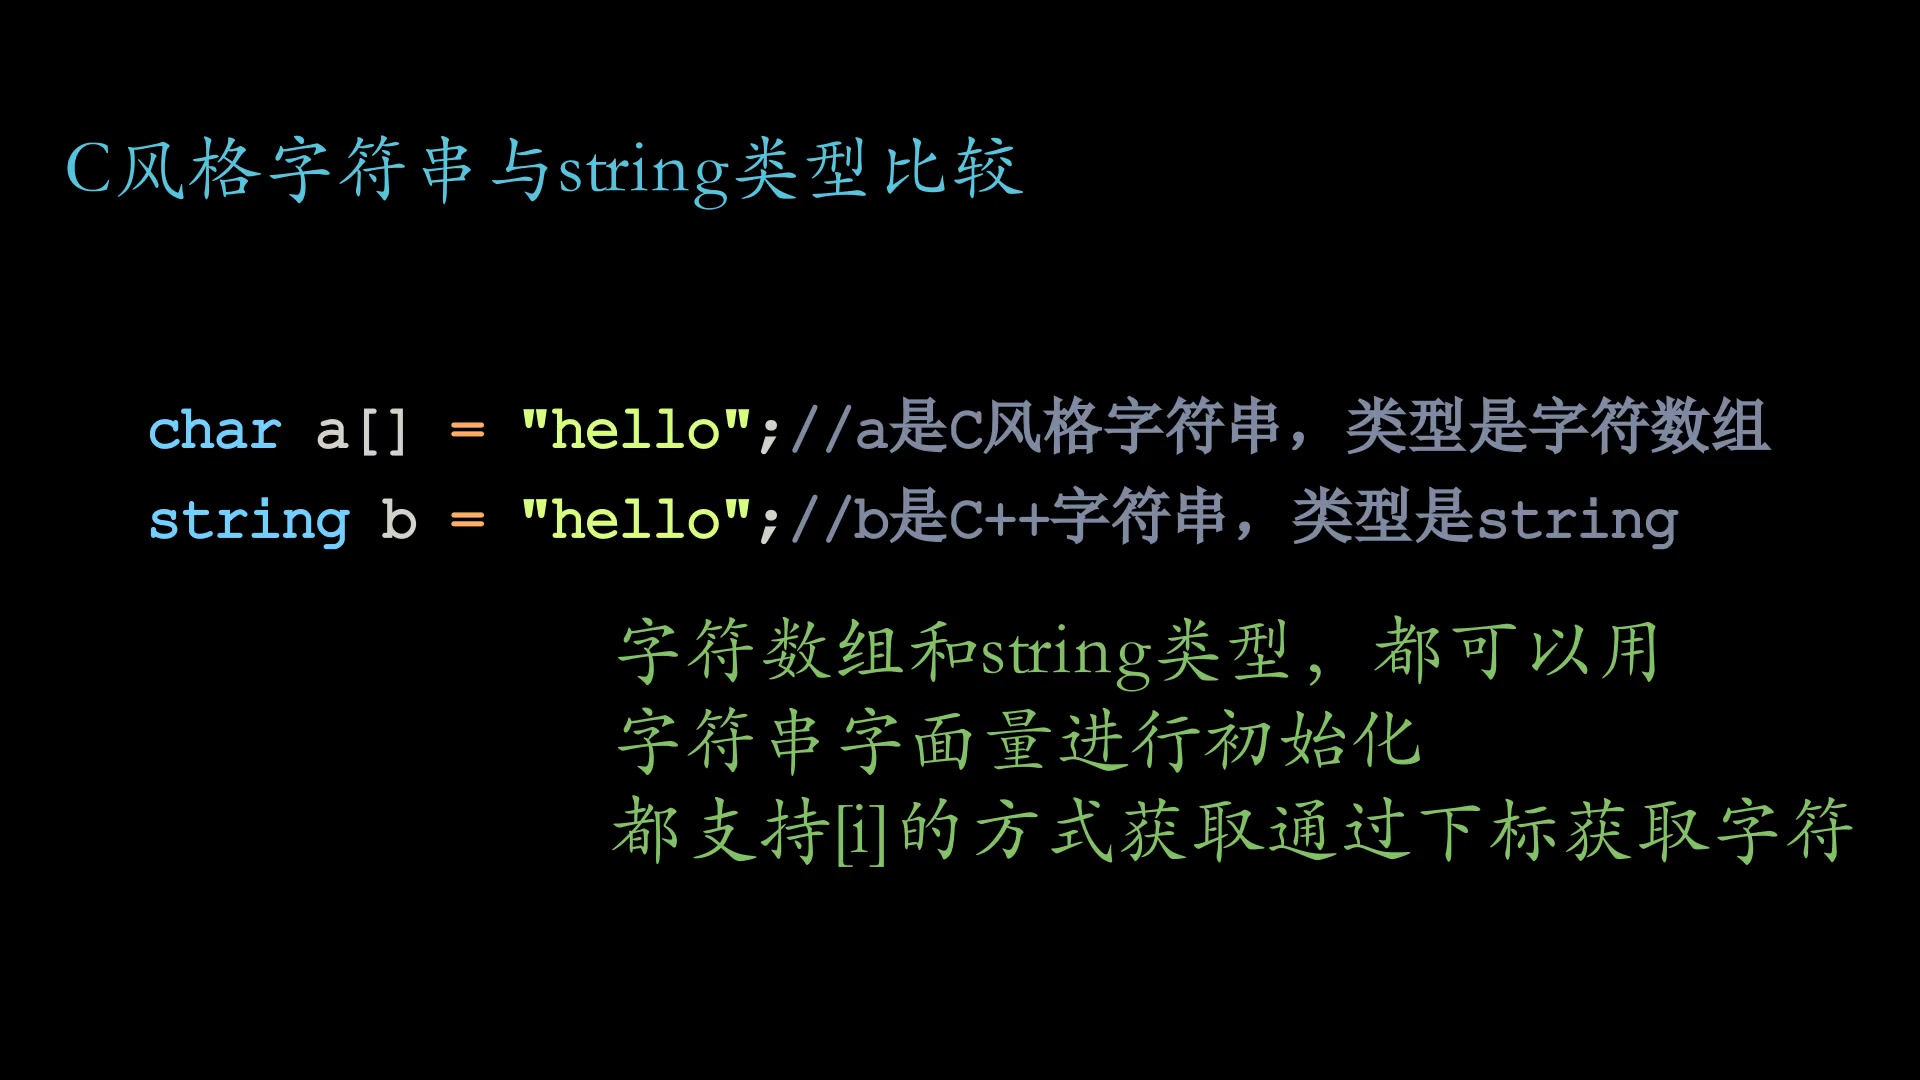 C风格字符串与string类型比较
char a[] = "hello";//a是C风格字符串，类型是字符数组
string b = "hello";//b是C++字符串，类型是string
字符数组和string类型，都可以用
字符串字面量进行初始化
都支持[i]的方式获取通过下标获取字符